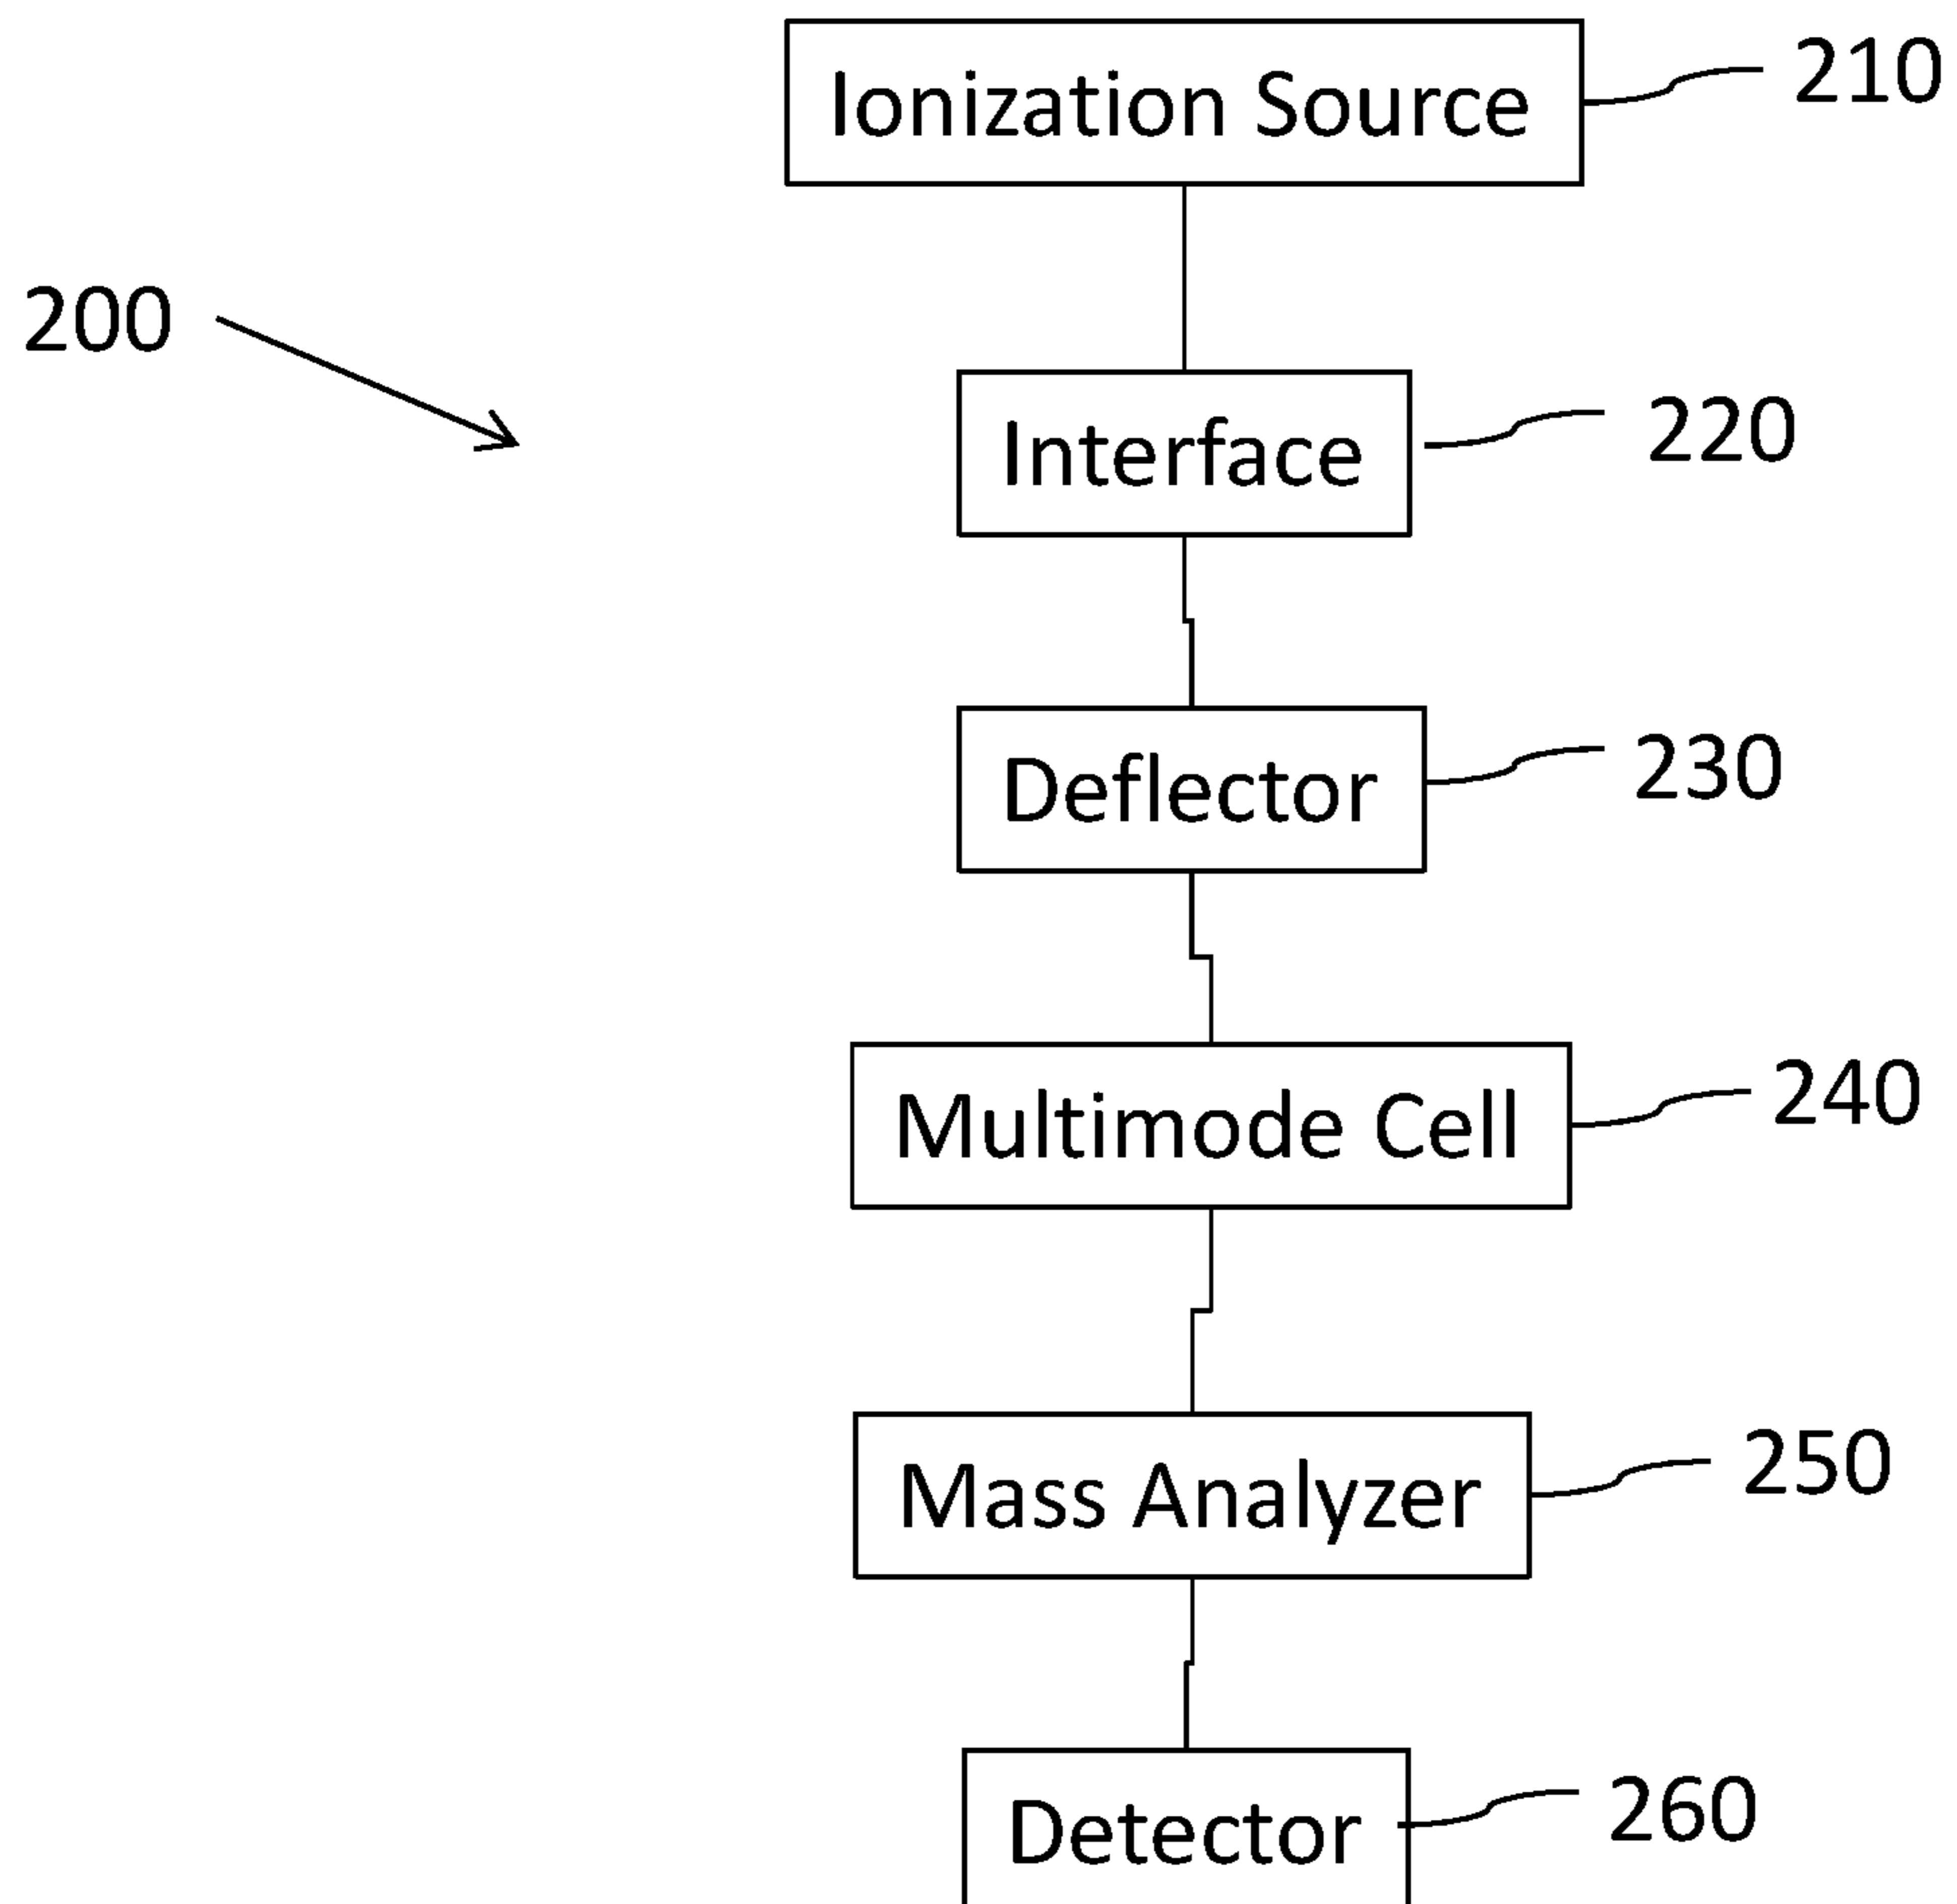 Ionization Source
210
200
Interface
220
Deflector
230
Multimode Cell
240
Mass Analyzer
250
Detector
260